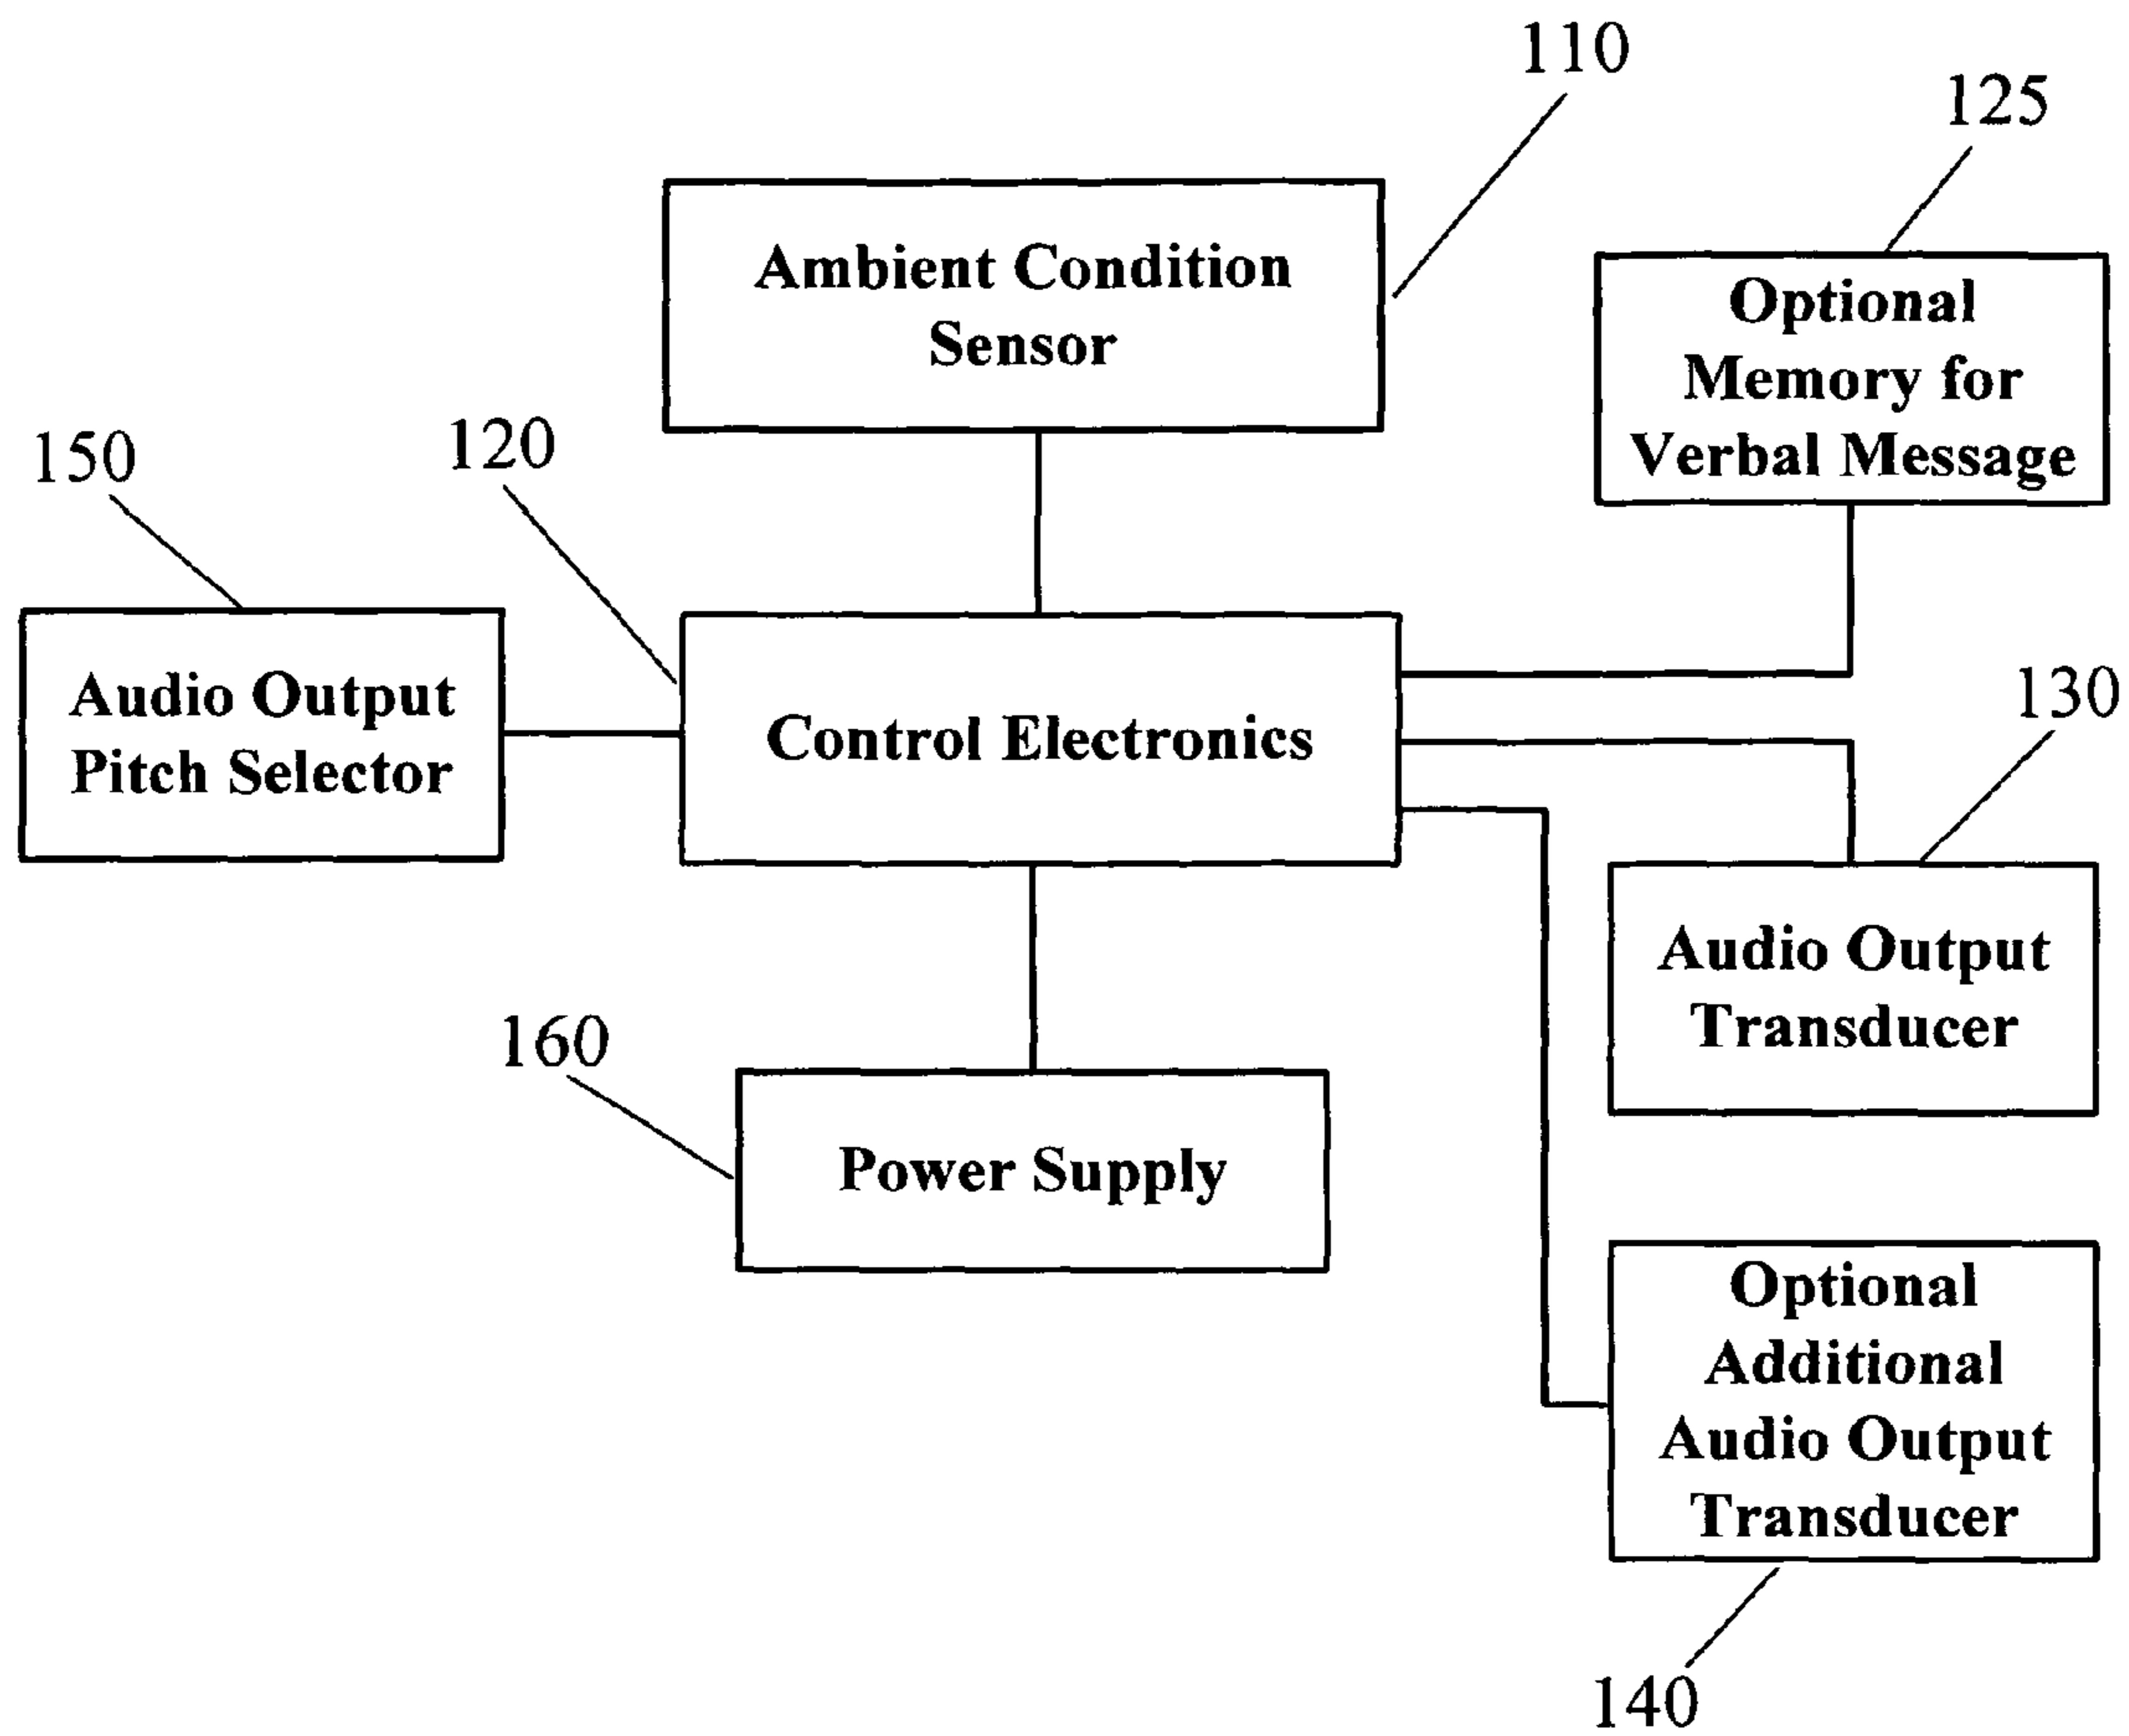 110
125
Ambient Condition
Sensor
Optional
Memory for
Verbal Message
150
120
Audio Output
Pitch Selector
Control Electronics
130
Audio Output
Transducer
160
Power Supply
Optional
Additional
Audio Output
Transducer
140